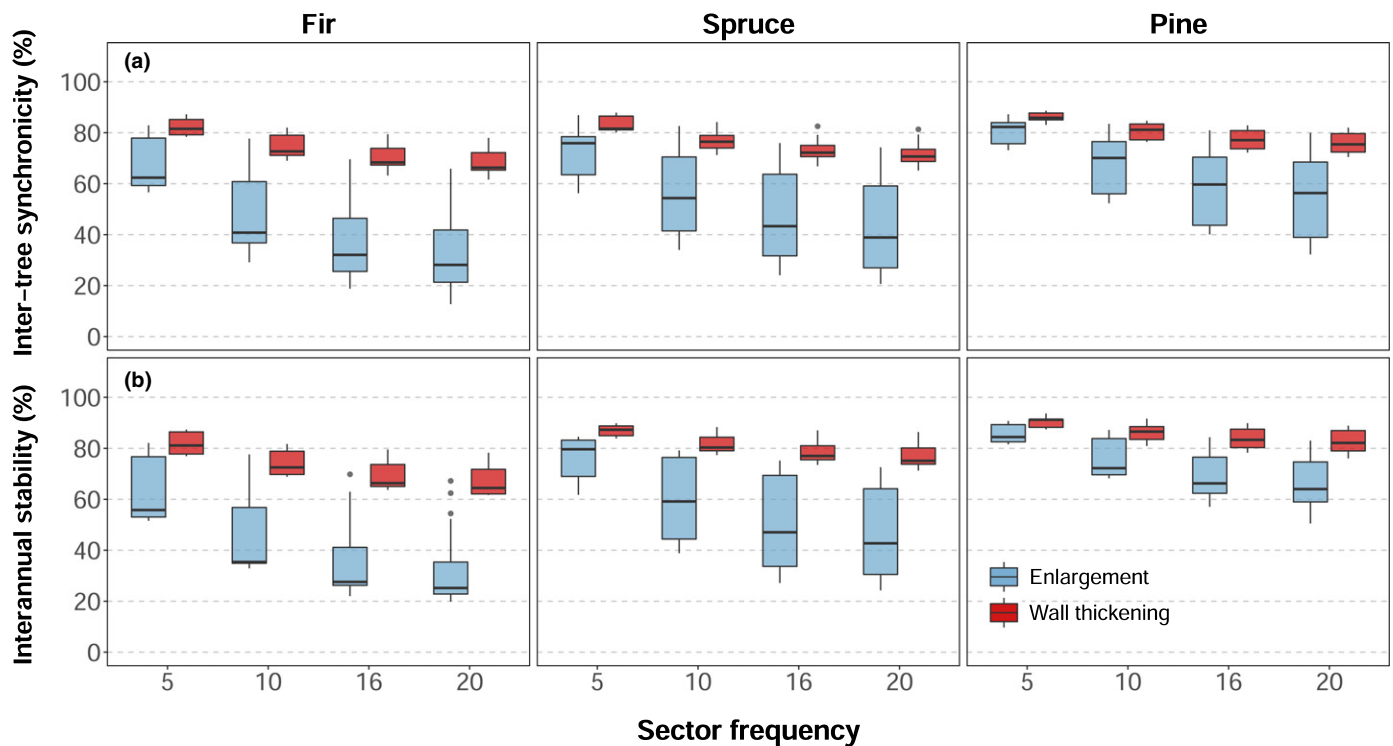 Fir Spruce Pine
Inter-tree synchronicity (%)
(a)
100
80
60
40
20
0
Interannual stability (%)
(b)
100
80
60
40
20
0
Enlargement
Wall thickening
5 10 16 20 5 10 16 20 5 10 16 20
Sector frequency